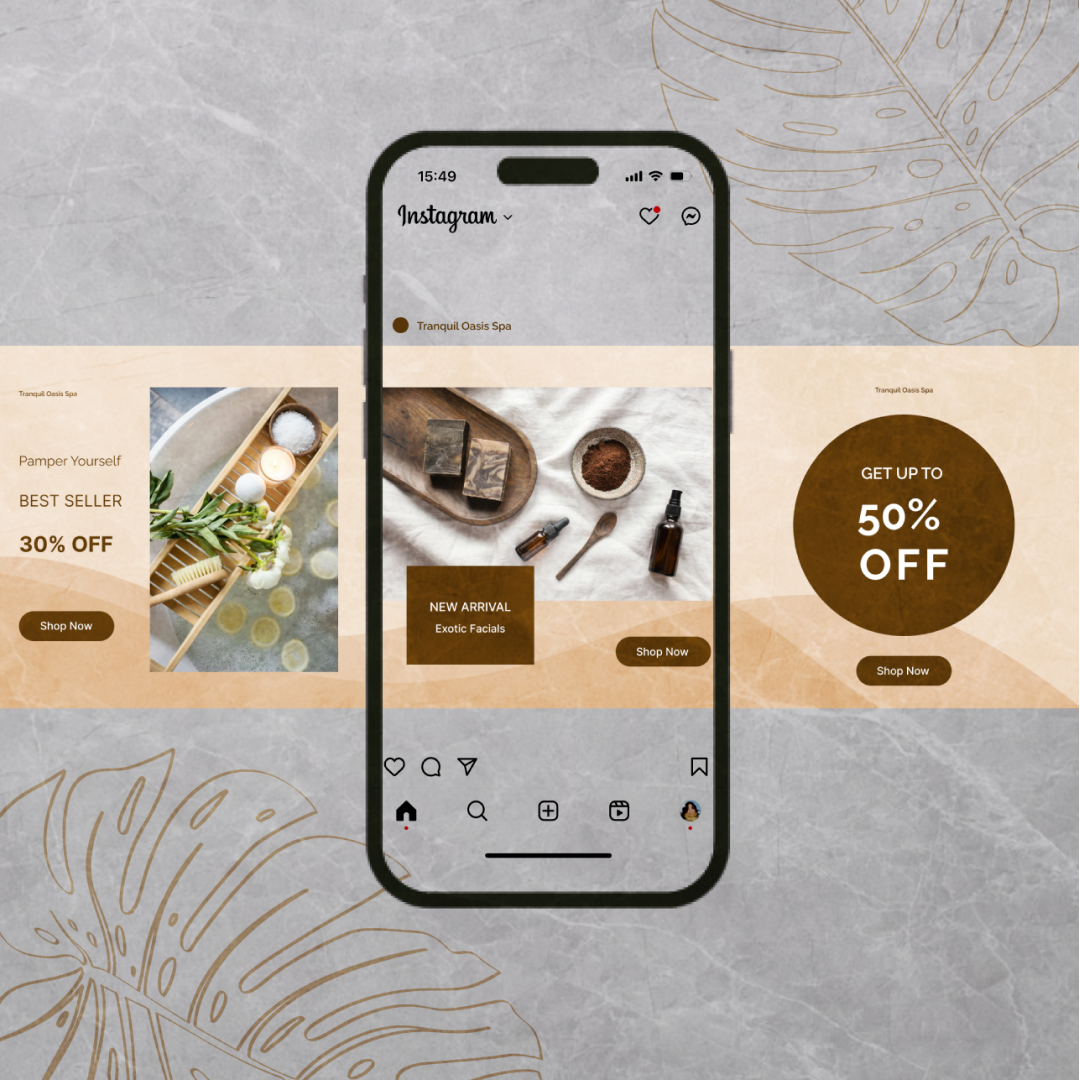 15:49
Instagram
Tranquil Oasis Spa
Tranquil Oasis Spa
Pamper Yourself
BEST SELLER
30% OFF
Shop Now
NEW ARRIVAL
Exotic Facials
Shop Now
Tranquil Oasis Spa
GET UP TO
50%
OFF
Shop Now